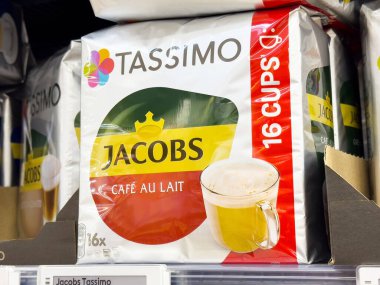 TASSIMO
JACOBS
CAFÉ AU LAIT
16x
16 CUPS
Jacobs Tassimo